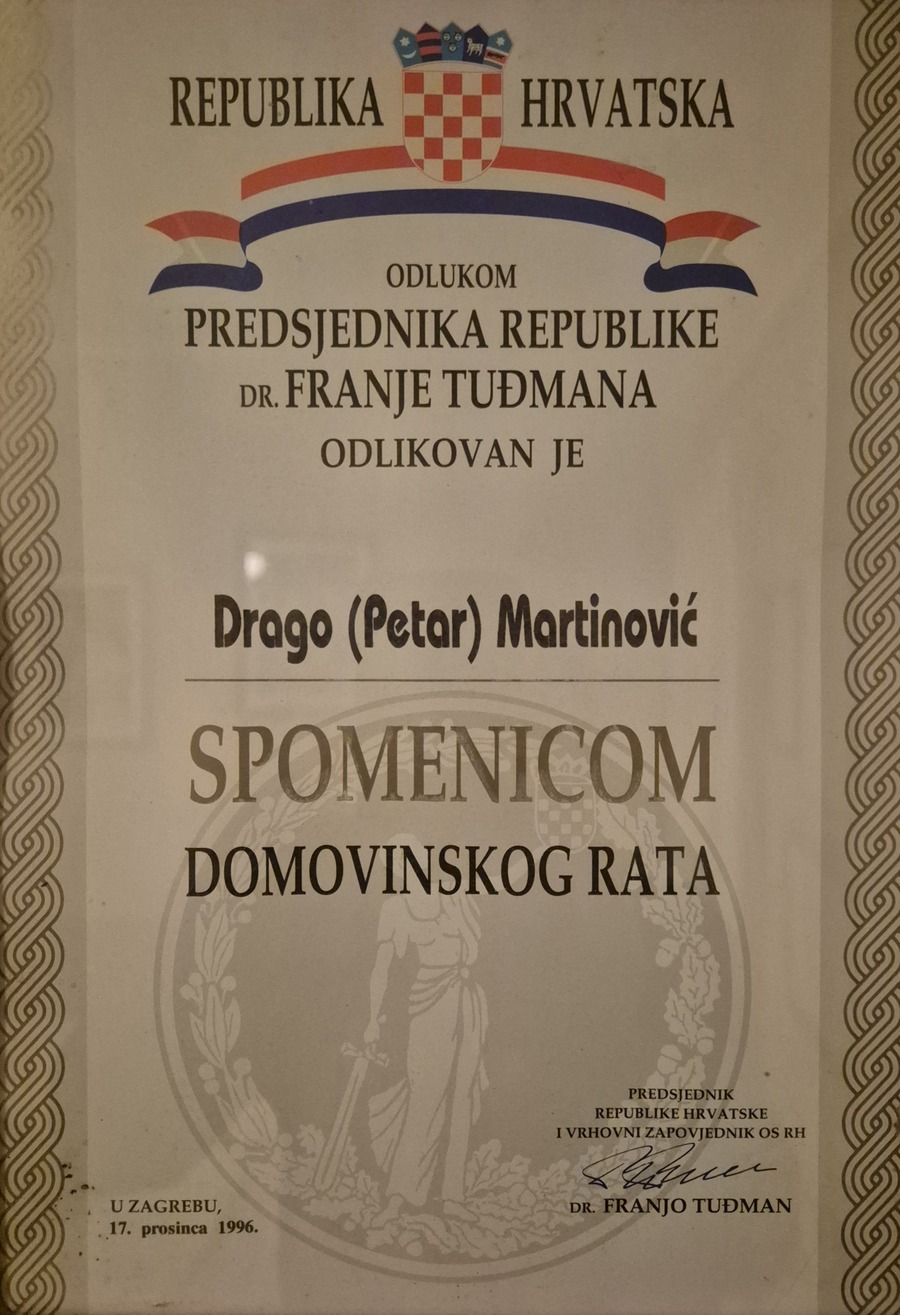 REPUBLIKA HRVATSKA
ODLUKOM
PREDSJEDNIKA REPUBLIKE
DR. FRANJE TUĐMANA
ODLIKOVAN JE
Drago (Petar) Martinović
SPOMENICOM
DOMOVINSKOG RATA
PREDSJEDNIK
REPUBLIKE HRVATSKE
I VRHOVNI ZAPOVJEDNIK OS RH
DR. FRANJO TUĐMAN
U ZAGREBU,
17. prosinca 1996.